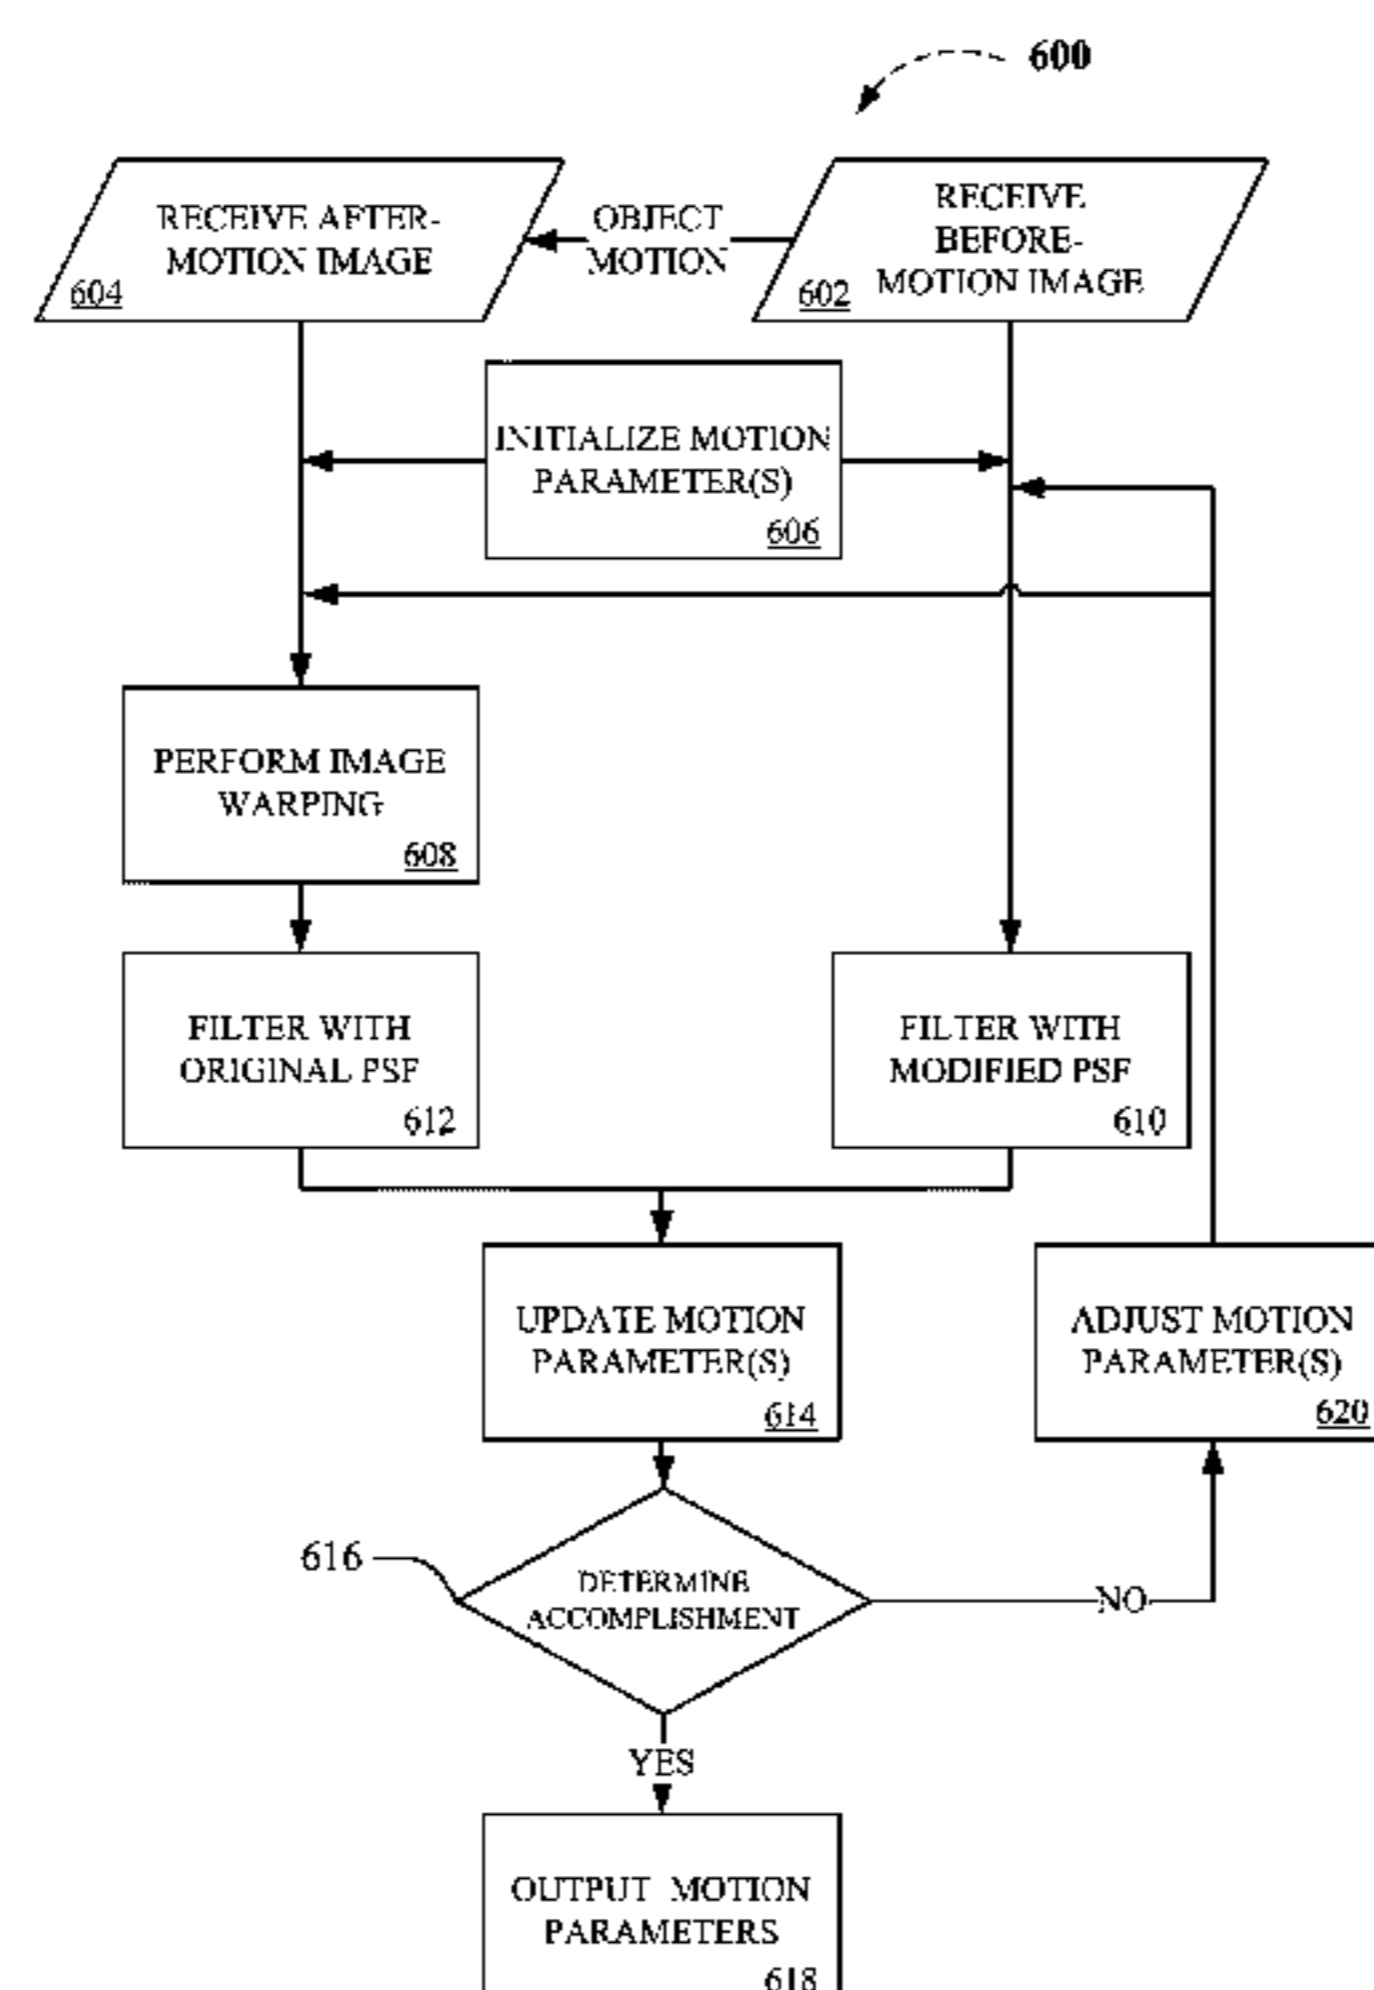 600
RECEIVE AFTER-
MOTION IMAGE
604
OBJECT
MOTION
RECEIVE
BEFORE-
MOTION IMAGE
602
INITIALIZE MOTION
PARAMETER(S)
606
PERFORM IMAGE
WARPING
608
FILTER WITH
ORIGINAL PSF
612
FILTER WITH
MODIFIED PSF
610
UPDATE MOTION
PARAMETER(S)
614
ADJUST MOTION
PARAMETER(S)
620
616
DETERMINE
ACCOMPLISHMENT
NO
YES
OUTPUT MOTION
PARAMETERS
618